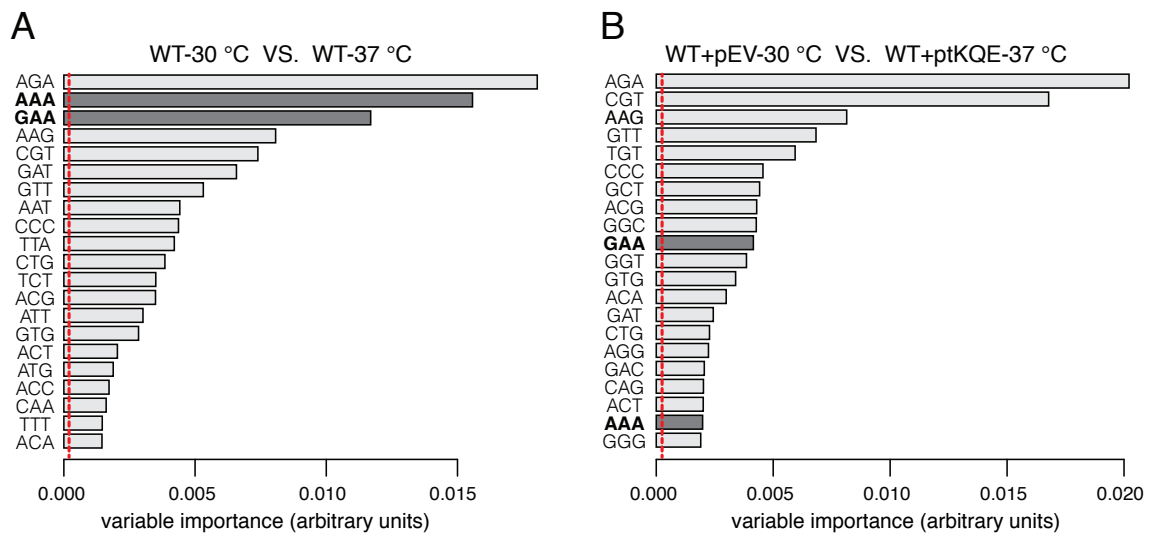 A
WT-30 °C VS. WT-37 °C
AGA
AAA
GAA
AAG
CGT
GAT
GTT
AAT
CCC
TTA
CTG
TCT
ACG
ATT
GTG
ACT
ATG
ACC
CAA
TTT
ACA
0.000 0.005 0.010 0.015
variable importance (arbitrary units)
B
WT+pEV-30 °C VS. WT+ptKQE-37 °C
AGA
CGT
AAG
GTT
TGT
CCC
GCT
ACG
GGC
GAA
GGT
GTG
ACA
GAT
CTG
AGG
GAC
CAG
ACT
AAA
GGG
0.000 0.005 0.010 0.015 0.020
variable importance (arbitrary units)